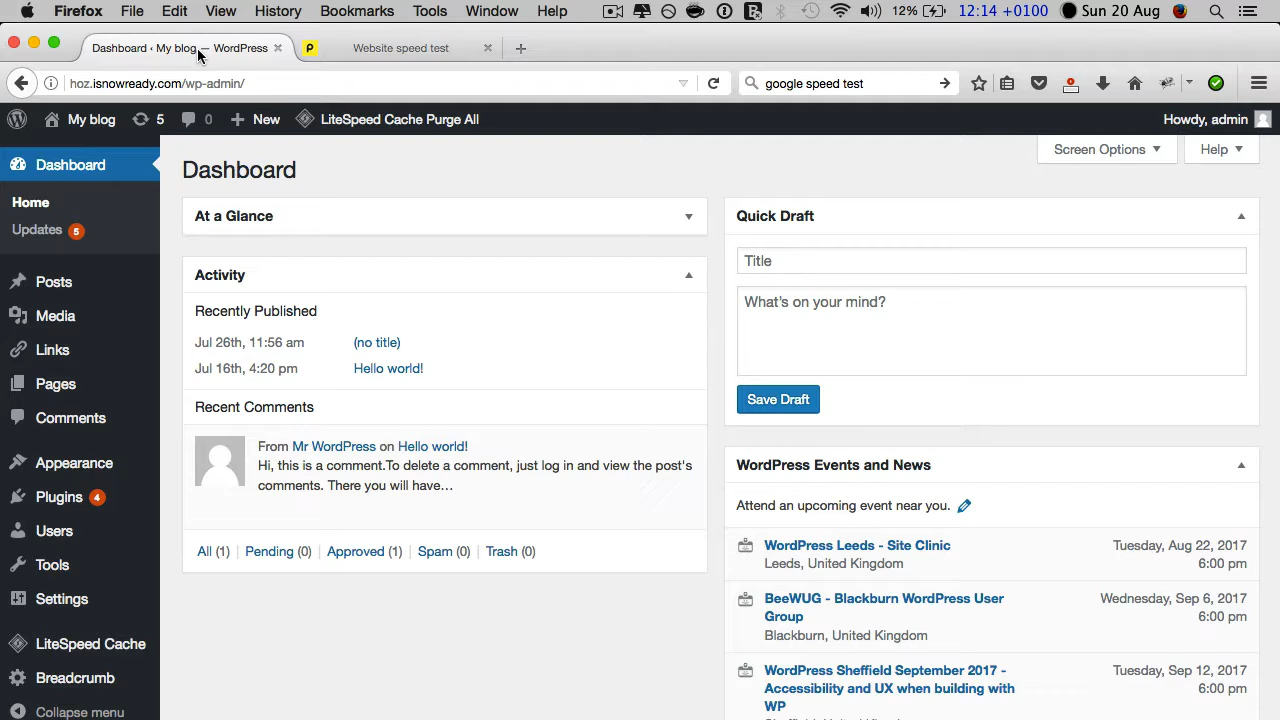 Firefox File Edit View History Bookmarks Tools Window Help 12% 12:14 +0100 Sun 20 Aug
Dashboard ‹ My blog — WordPress Website speed test
hoz.isnowready.com/wp-admin/ google speed test
My blog 5 0 New LiteSpeed Cache Purge All Howdy, admin
Dashboard
Home
Updates 5
Posts
Media
Links
Pages
Comments
Appearance
Plugins 4
Users
Tools
Settings
LiteSpeed Cache
Breadcrumb
Collapse menu
Screen Options Help
Dashboard
At a Glance
Activity
Recently Published
Jul 26th, 11:56 am (no title)
Jul 16th, 4:20 pm Hello world!
Recent Comments
From Mr WordPress on Hello world!
Hi, this is a comment.To delete a comment, just log in and view the post's
comments. There you will have…
All (1) | Pending (0) | Approved (1) | Spam (0) | Trash (0)
Quick Draft
Title
What's on your mind?
Save Draft
WordPress Events and News
Attend an upcoming event near you.
WordPress Leeds - Site Clinic Tuesday, Aug 22, 2017
Leeds, United Kingdom 6:00 pm
BeeWUG - Blackburn WordPress User Wednesday, Sep 6, 2017
Group 6:00 pm
Blackburn, United Kingdom
WordPress Sheffield September 2017 - Tuesday, Sep 12, 2017
Accessibility and UX when building with 6:00 pm
WP